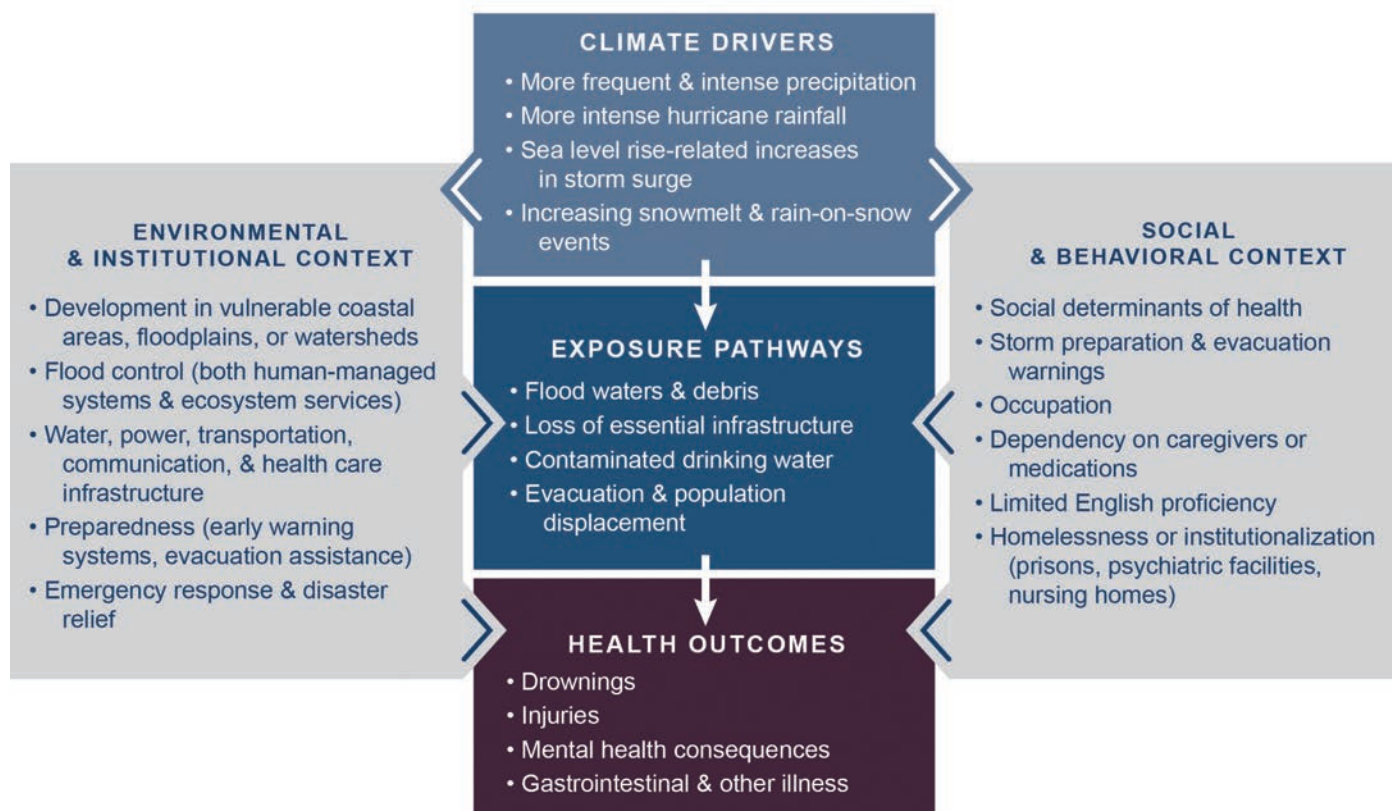 CLIMATE DRIVERS
• More frequent & intense precipitation
• More intense hurricane rainfall
• Sea level rise-related increases
in storm surge
• Increasing snowmelt & rain-on-snow
events
ENVIRONMENTAL
& INSTITUTIONAL CONTEXT
• Development in vulnerable coastal
areas, floodplains, or watersheds
• Flood control (both human-managed
systems & ecosystem services)
• Water, power, transportation,
communication, & health care
infrastructure
• Preparedness (early warning
systems, evacuation assistance)
• Emergency response & disaster
relief
EXPOSURE PATHWAYS
• Flood waters & debris
• Loss of essential infrastructure
• Contaminated drinking water
• Evacuation & population
displacement
SOCIAL
& BEHAVIORAL CONTEXT
• Social determinants of health
• Storm preparation & evacuation
warnings
• Occupation
• Dependency on caregivers or
medications
• Limited English proficiency
• Homelessness or institutionalization
(prisons, psychiatric facilities,
nursing homes)
HEALTH OUTCOMES
• Drownings
• Injuries
• Mental health consequences
• Gastrointestinal & other illness